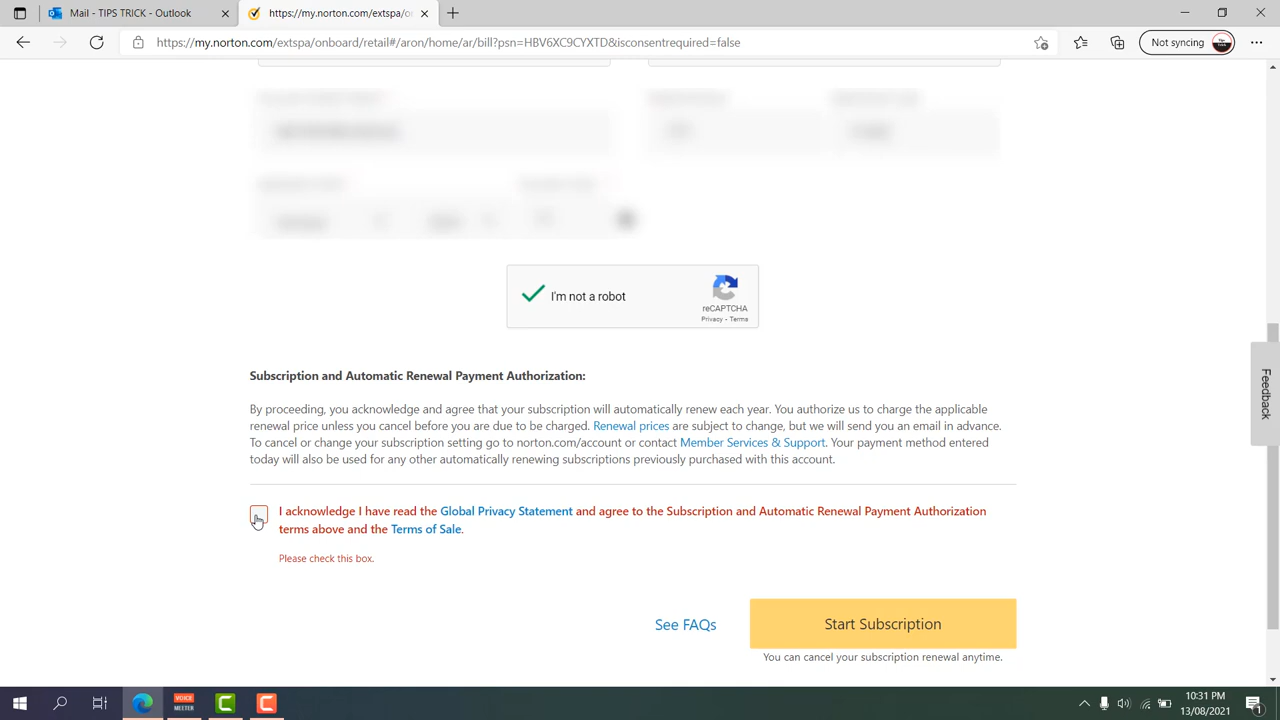 Mail - TIPS TRICK - Outlook
https://my.norton.com/extspa/on
https://my.norton.com/extspa/onboard/retail#/aron/home/ar/bill?psn=HBV6XC9CYXTD&isconsentrequired=false
Not syncing
I'm not a robot
reCAPTCHA
Privacy - Terms
Subscription and Automatic Renewal Payment Authorization:
By proceeding, you acknowledge and agree that your subscription will automatically renew each year. You authorize us to charge the applicable
renewal price unless you cancel before you are due to be charged. Renewal prices are subject to change, but we will send you an email in advance.
To cancel or change your subscription setting go to norton.com/account or contact Member Services & Support. Your payment method entered
today will also be used for any other automatically renewing subscriptions previously purchased with this account.
Feedback
I acknowledge I have read the Global Privacy Statement and agree to the Subscription and Automatic Renewal Payment Authorization
terms above and the Terms of Sale.
Please check this box.
See FAQs
Start Subscription
You can cancel your subscription renewal anytime.
VOICE
MEETER
10:31 PM
13/08/2021
1